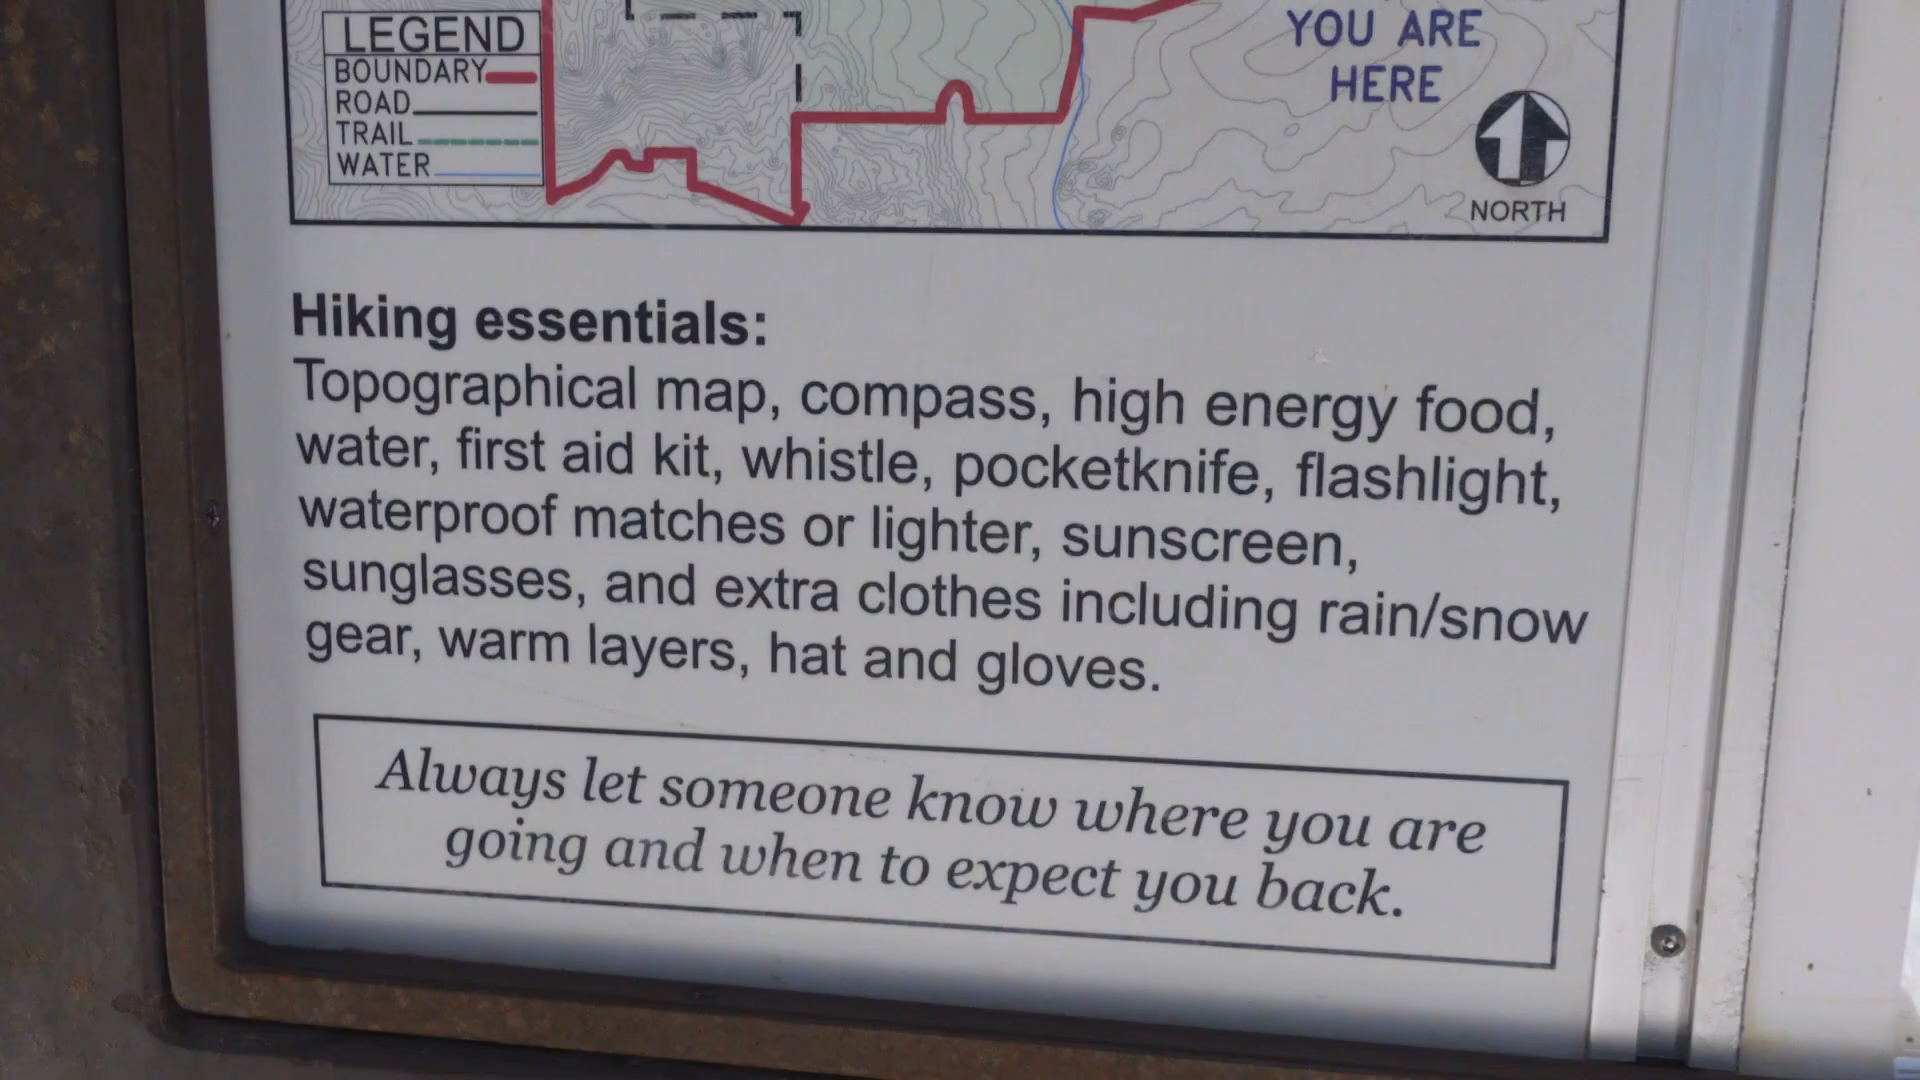 LEGEND
BOUNDARY
ROAD
TRAIL
WATER
YOU ARE
HERE
NORTH
Hiking essentials:
Topographical map, compass, high energy food,
water, first aid kit, whistle, pocketknife, flashlight,
waterproof matches or lighter, sunscreen,
sunglasses, and extra clothes including rain/snow
gear, warm layers, hat and gloves.
Always let someone know where you are
going and when to expect you back.